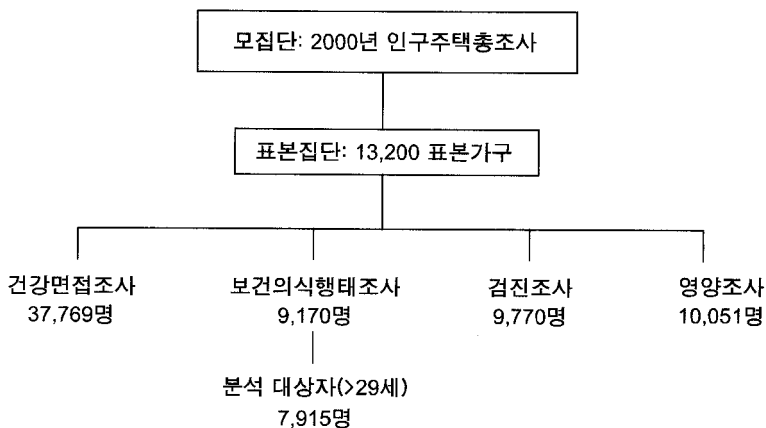 모집단: 2000년 인구주택총조사
표본집단: 13,200 표본가구
건강면접조사
37,769명
보건의식행태조사
9,170명
검진조사
9,770명
영양조사
10,051명
분석 대상자(>29세)
7,915명